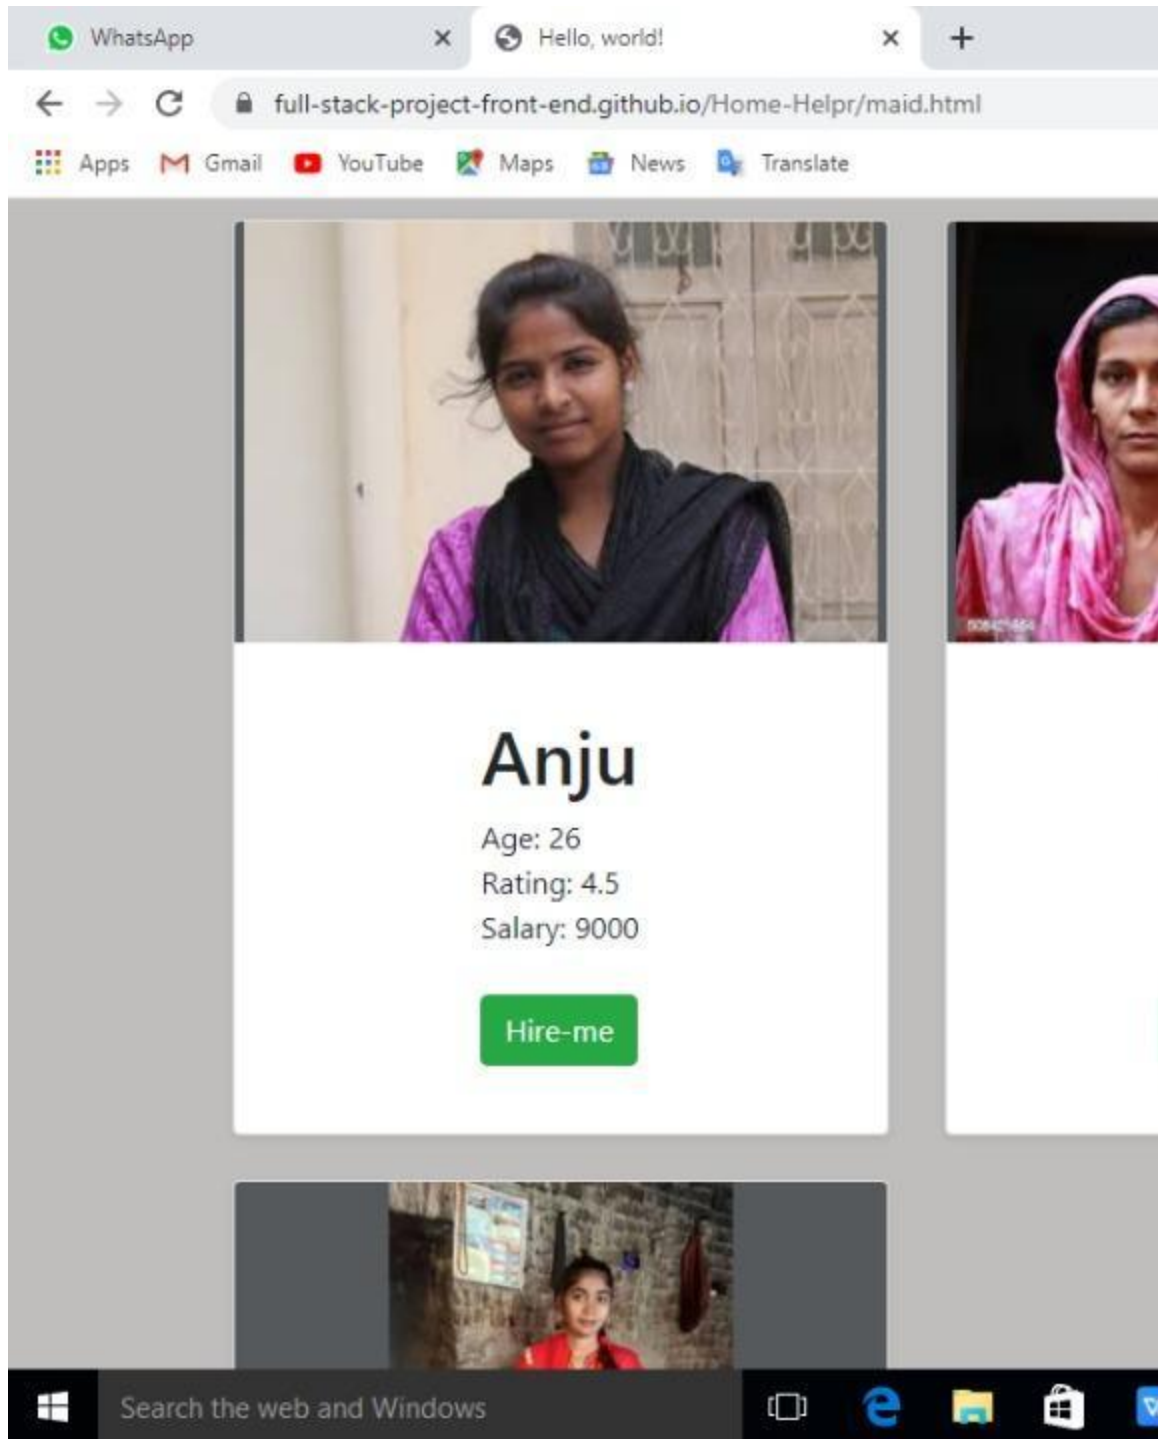 WhatsApp
Hello, world!
full-stack-project-front-end.github.io/Home-Helpr/maid.html
Apps Gmail YouTube Maps News Translate
Anju
Age: 26
Rating: 4.5
Salary: 9000
Hire-me
Search the web and Windows